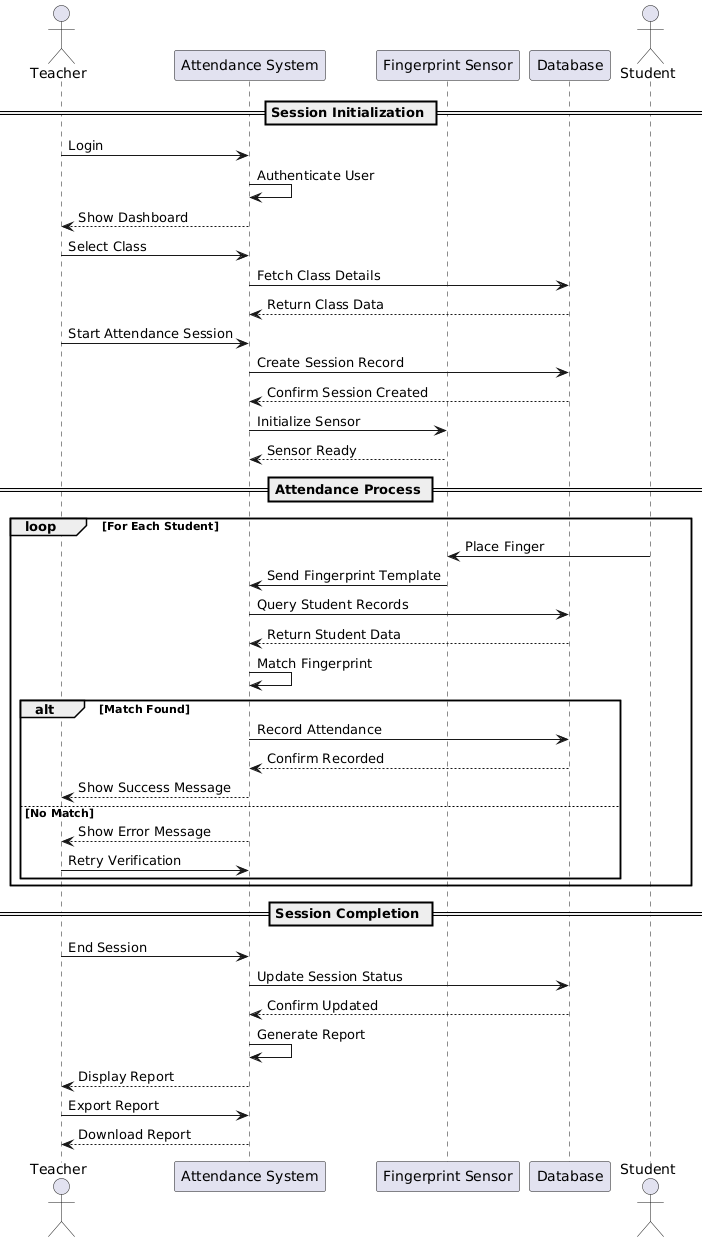 Teacher
Attendance System
Fingerprint Sensor
Database
Student
Session Initialization
Login
Authenticate User
Show Dashboard
Select Class
Fetch Class Details
Return Class Data
Start Attendance Session
Create Session Record
Confirm Session Created
Initialize Sensor
Sensor Ready
Attendance Process
loop [For Each Student]
Place Finger
Send Fingerprint Template
Query Student Records
Return Student Data
Match Fingerprint
alt [Match Found]
Record Attendance
Confirm Recorded
Show Success Message
[No Match]
Show Error Message
Retry Verification
Session Completion
End Session
Update Session Status
Confirm Updated
Generate Report
Display Report
Export Report
Download Report
Teacher
Attendance System
Fingerprint Sensor
Database
Student